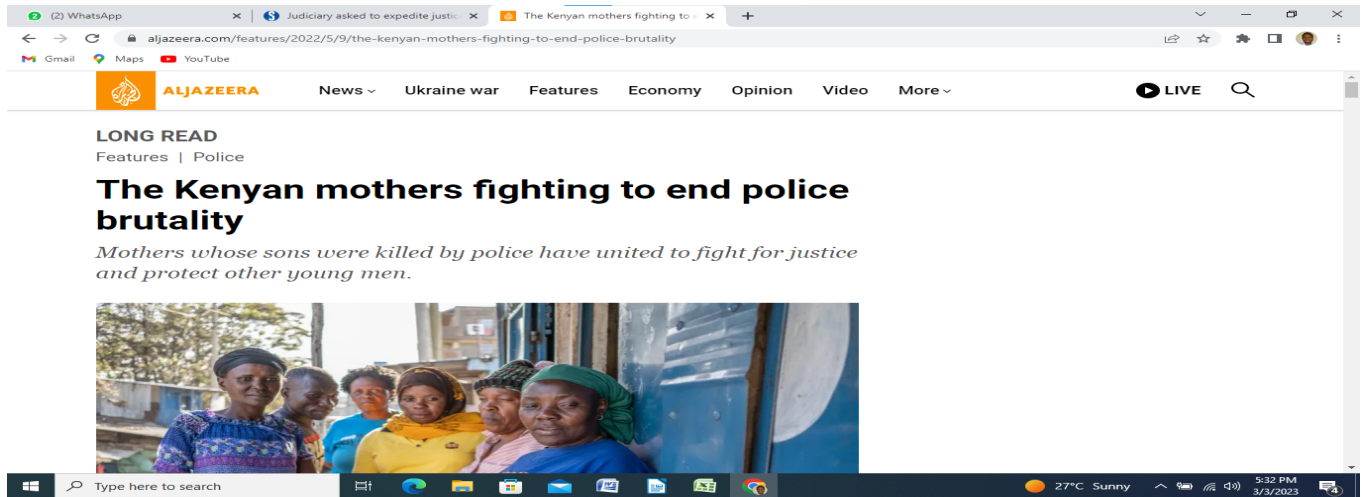 2 (2) WhatsApp
Judiciary asked to expedite justic
The Kenyan mothers fighting to e
aljazeera.com/features/2022/5/9/the-kenyan-mothers-fighting-to-end-police-brutality
Gmail Maps YouTube
ALJAZEERA News Ukraine war Features Economy Opinion Video More LIVE
LONG READ
Features | Police
The Kenyan mothers fighting to end police
brutality
Mothers whose sons were killed by police have united to fight for justice
and protect other young men.
Type here to search 27°C Sunny 5:32 PM
3/3/2023 4